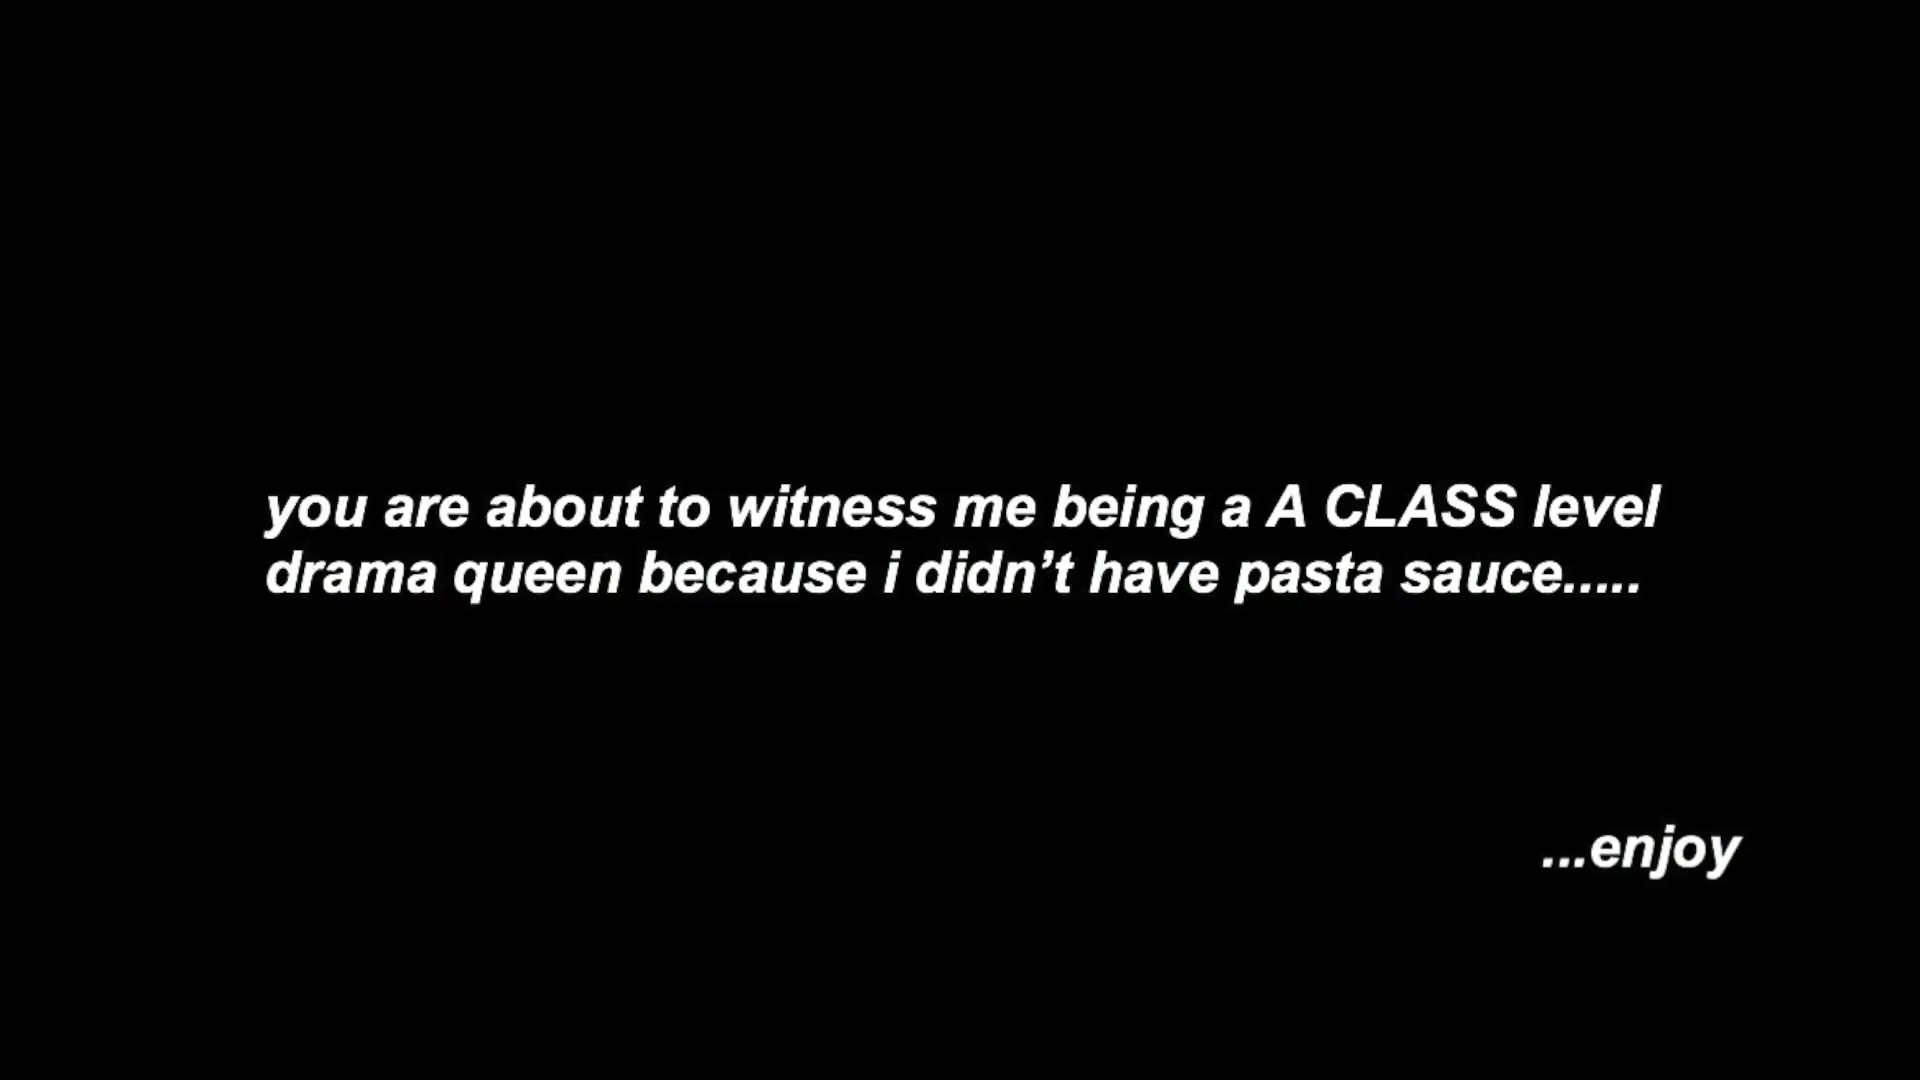 you are about to witness me being a A CLASS level
drama queen because i didn’t have pasta sauce.....
...enjoy